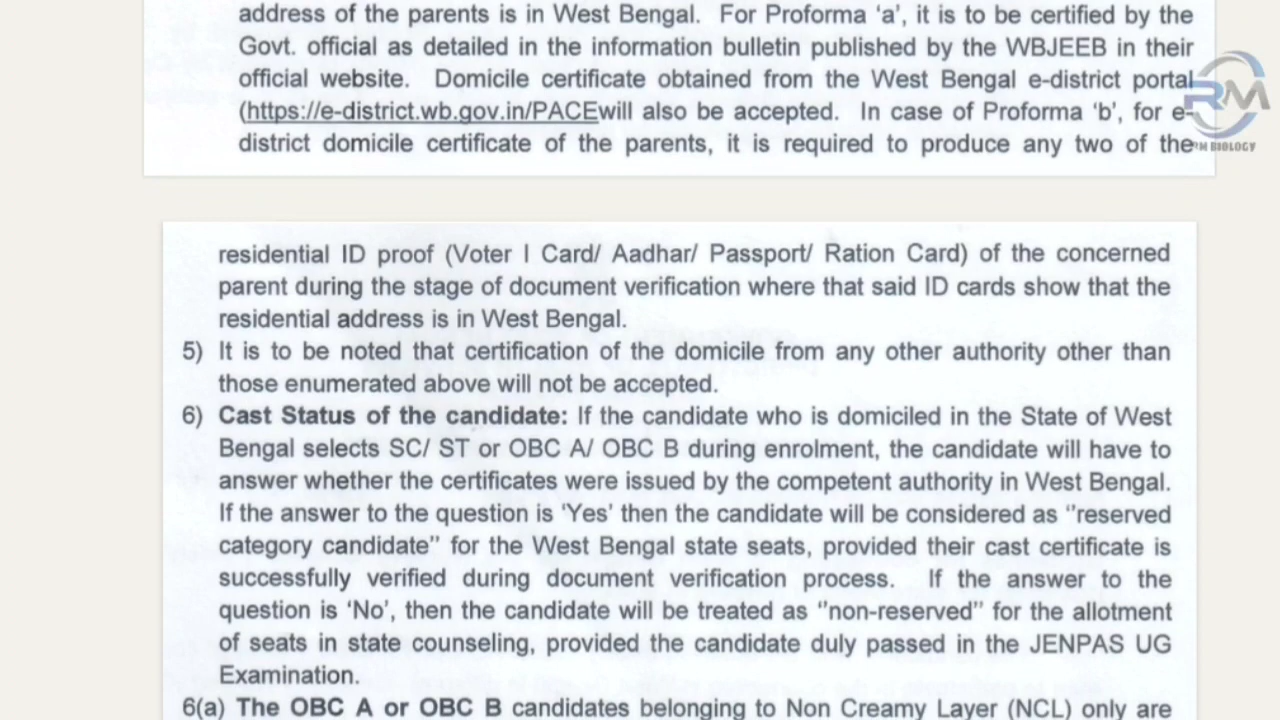 address of the parents is in West Bengal. For Proforma 'a', it is to be certified by the
Govt. official as detailed in the information bulletin published by the WBJEEB in their
official website. Domicile certificate obtained from the West Bengal e-district portal
(https://e-district.wb.gov.in/PACEwill also be accepted. In case of Proforma 'b', for e-
district domicile certificate of the parents, it is required to produce any two of the
RM
RM BIOLOGY
residential ID proof (Voter I Card/ Aadhar/ Passport/ Ration Card) of the concerned
parent during the stage of document verification where that said ID cards show that the
residential address is in West Bengal.
5) It is to be noted that certification of the domicile from any other authority other than
those enumerated above will not be accepted.
6) Cast Status of the candidate: If the candidate who is domiciled in the State of West
Bengal selects SC/ ST or OBC A/ OBC B during enrolment, the candidate will have to
answer whether the certificates were issued by the competent authority in West Bengal.
If the answer to the question is 'Yes' then the candidate will be considered as "reserved
category candidate" for the West Bengal state seats, provided their cast certificate is
successfully verified during document verification process. If the answer to the
question is 'No', then the candidate will be treated as "non-reserved" for the allotment
of seats in state counseling, provided the candidate duly passed in the JENPAS UG
Examination.
6(a) The OBC A or OBC B candidates belonging to Non Creamy Layer (NCL) only are